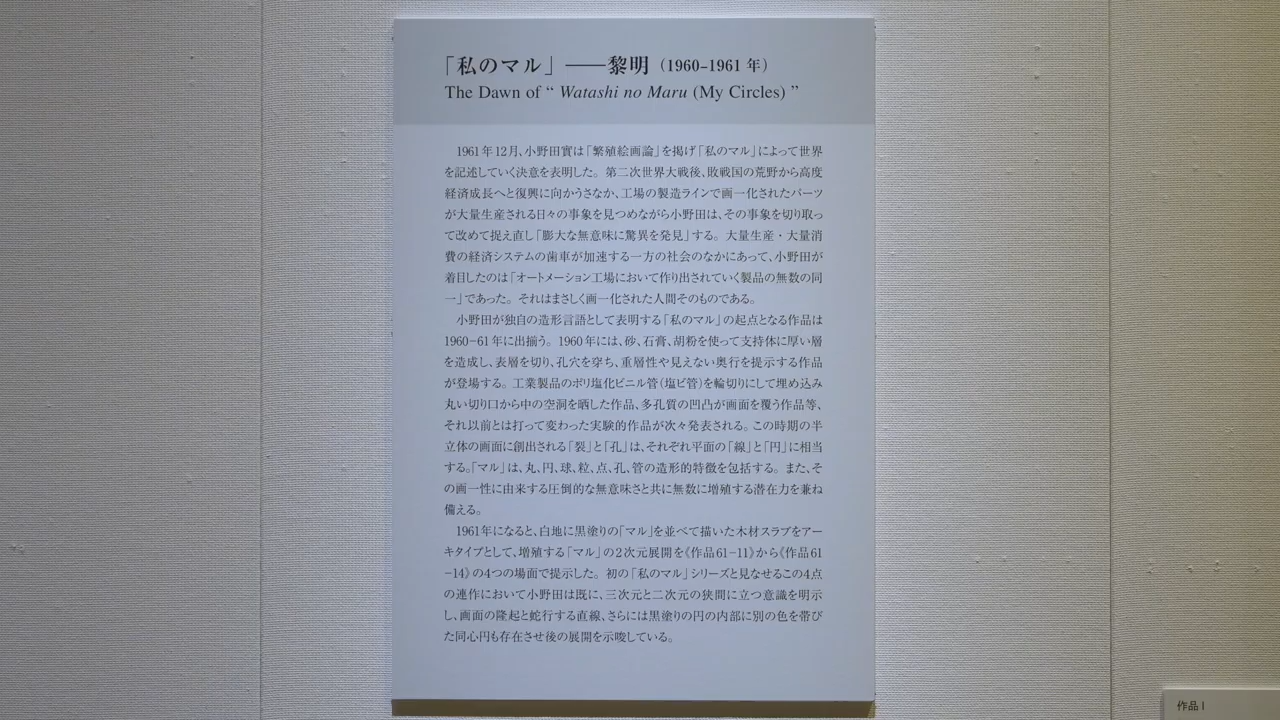 「私のマル」——黎明（1960–1961 年）
The Dawn of “ Watashi no Maru (My Circles) ”
1961年12月、小野田實は「繁殖絵画論」を掲げ「私のマル」によって世界
を記述していく決意を表明した。第二次世界大戦後、敗戦国の荒野から高度
経済成長へと復興に向かうさなか、工場の製造ラインで画一化されたパーツ
が大量生産される日々の事象を見つめながら小野田は、その事象を切り取っ
て改めて捉え直し「膨大な無意味に驚異を発見」する。大量生産・大量消
費の経済システムの歯車が加速する一方の社会のなかにあって、小野田が
着目したのは「オートメーション工場において作り出されていく製品の無数の同
一」であった。それはまさしく画一化された人間そのものである。
小野田が独自の造形言語として表明する「私のマル」の起点となる作品は
1960−61年に出揃う。1960年には、砂、石膏、胡粉を使って支持体に厚い層
を造成し、表層を切り、孔穴を穿ち、重層性や見えない奥行を提示する作品
が登場する。工業製品のポリ塩化ビニル管（塩ビ管）を輪切りにして埋め込み
丸い切り口から中の空洞を晒した作品、多孔質の凹凸が画面を覆う作品等、
それ以前とは打って変わった実験的作品が次々発表される。この時期の半
立体の画面に創出される「裂」と「孔」は、それぞれ平面の「線」と「円」に相当
する。「マル」は、丸、円、球、粒、点、孔、管の造形的特徴を包括する。また、そ
の画一性に由来する圧倒的な無意味さと共に無数に増殖する潜在力を兼ね
備える。
1961年になると、白地に黒塗りの「マル」を並べて描いた木材スラブをアー
キタイプとして、増殖する「マル」の2次元展開を《作品61−11》から《作品61
−14》の4つの場面で提示した。初の「私のマル」シリーズと見なせるこの4点
の連作において小野田は既に、三次元と二次元の狭間に立つ意識を明示
し、画面の隆起と蛇行する直線、さらには黒塗りの円の内部に別の色を帯び
た同心円も存在させ後の展開を示唆している。
作品 I